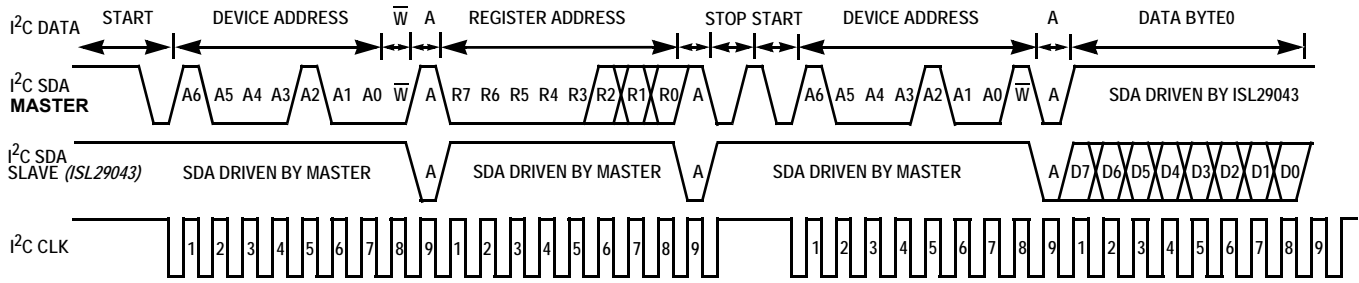 I2C DATA START DEVICE ADDRESS W̅ A REGISTER ADDRESS STOP START DEVICE ADDRESS A DATA BYTE0
I2C SDA MASTER A6 A5 A4 A3 A2 A1 A0 W̅ A R7 R6 R5 R4 R3 R2 R1 R0 A A6 A5 A4 A3 A2 A1 A0 W̅ A SDA DRIVEN BY ISL29043
I2C SDA SLAVE (ISL29043) SDA DRIVEN BY MASTER A SDA DRIVEN BY MASTER A SDA DRIVEN BY MASTER A D7 D6 D5 D4 D3 D2 D1 D0
I2C CLK 1 2 3 4 5 6 7 8 9 1 2 3 4 5 6 7 8 9 1 2 3 4 5 6 7 8 9 1 2 3 4 5 6 7 8 9